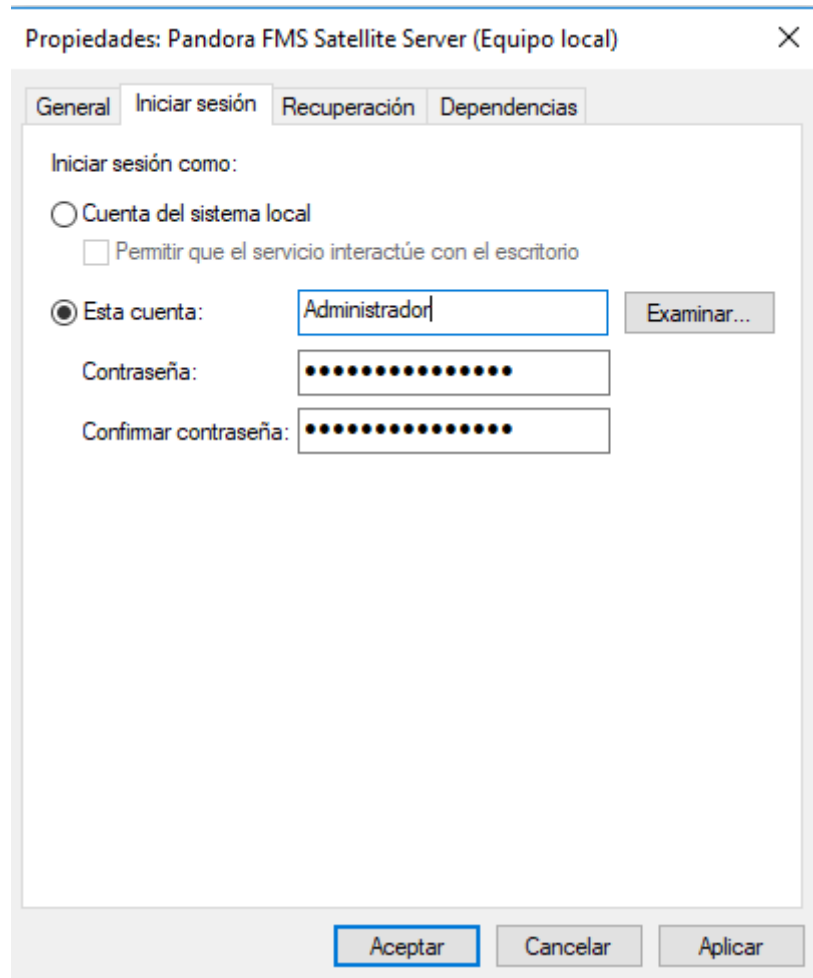 Propiedades: Pandora FMS Satellite Server (Equipo local)
General Iniciar sesión Recuperación Dependencias
Iniciar sesión como:
Cuenta del sistema local
Permitir que el servicio interactúe con el escritorio
Esta cuenta: Administrador Examinar...
Contraseña: •••••••••••••••
Confirmar contraseña: •••••••••••••••
Aceptar Cancelar Aplicar